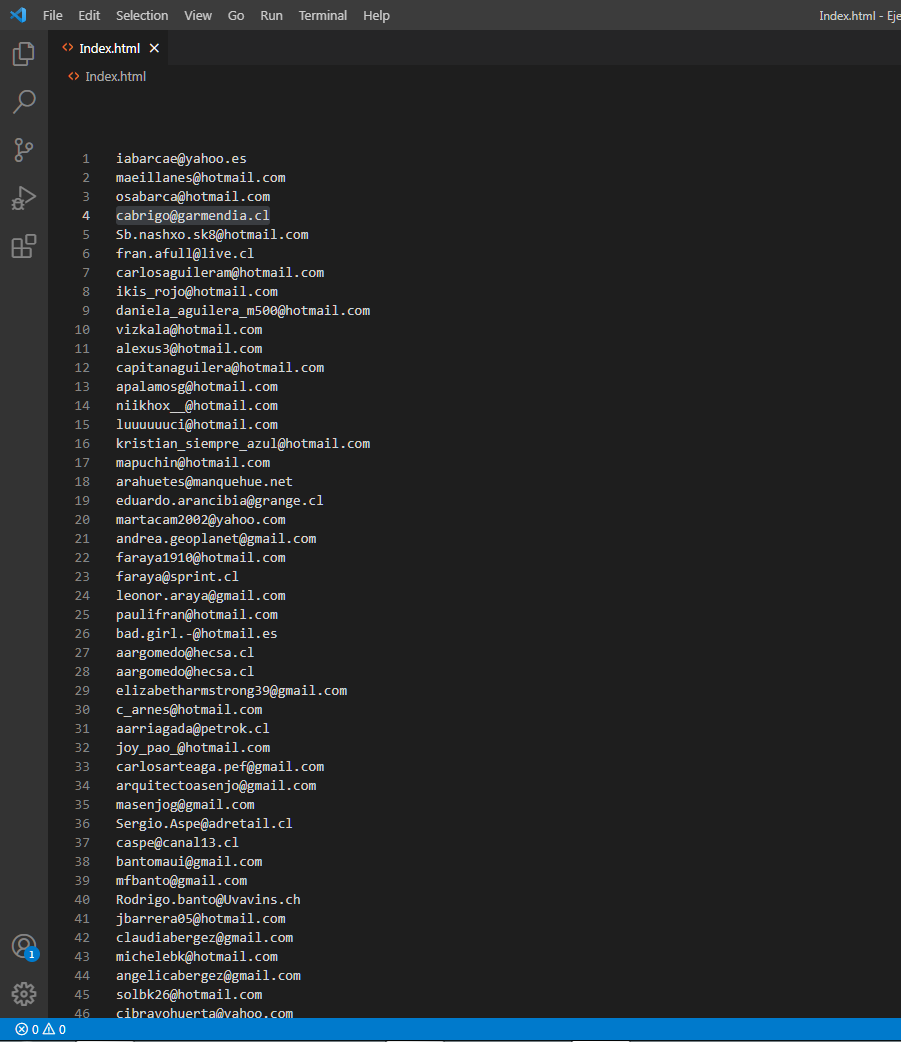 File Edit Selection View Go Run Terminal Help Index.html - Eje
Index.html
Index.html
1 iabarcae@yahoo.es
2 maeillanes@hotmail.com
3 osabarca@hotmail.com
4 cabrigo@garmendia.cl
5 Sb.nashxo.sk8@hotmail.com
6 fran.afull@live.cl
7 carlosaguileram@hotmail.com
8 ikis_rojo@hotmail.com
9 daniela_aguilera_m500@hotmail.com
10 vizkala@hotmail.com
11 alexus3@hotmail.com
12 capitanaguilera@hotmail.com
13 apalamosg@hotmail.com
14 niikhox__@hotmail.com
15 luuuuuuci@hotmail.com
16 kristian_siempre_azul@hotmail.com
17 mapuchin@hotmail.com
18 arahuetes@manquehue.net
19 eduardo.arancibia@grange.cl
20 martacam2002@yahoo.com
21 andrea.geoplanet@gmail.com
22 faraya1910@hotmail.com
23 faraya@sprint.cl
24 leonor.araya@gmail.com
25 paulifran@hotmail.com
26 bad.girl.-@hotmail.es
27 aargomedo@hecsa.cl
28 aargomedo@hecsa.cl
29 elizabetharmstrong39@gmail.com
30 c_arnes@hotmail.com
31 aarriagada@petrok.cl
32 joy_pao_@hotmail.com
33 carlosarteaga.pef@gmail.com
34 arquitectoasenjo@gmail.com
35 masenjog@gmail.com
36 Sergio.Aspe@adretail.cl
37 caspe@canal13.cl
38 bantomaui@gmail.com
39 mfbanto@gmail.com
40 Rodrigo.banto@Uvavins.ch
41 jbarrera05@hotmail.com
42 claudiabergez@gmail.com
43 michelebk@hotmail.com
44 angelicabergez@gmail.com
45 solbk26@hotmail.com
46 cibravohuerta@yahoo.com
1
0 0